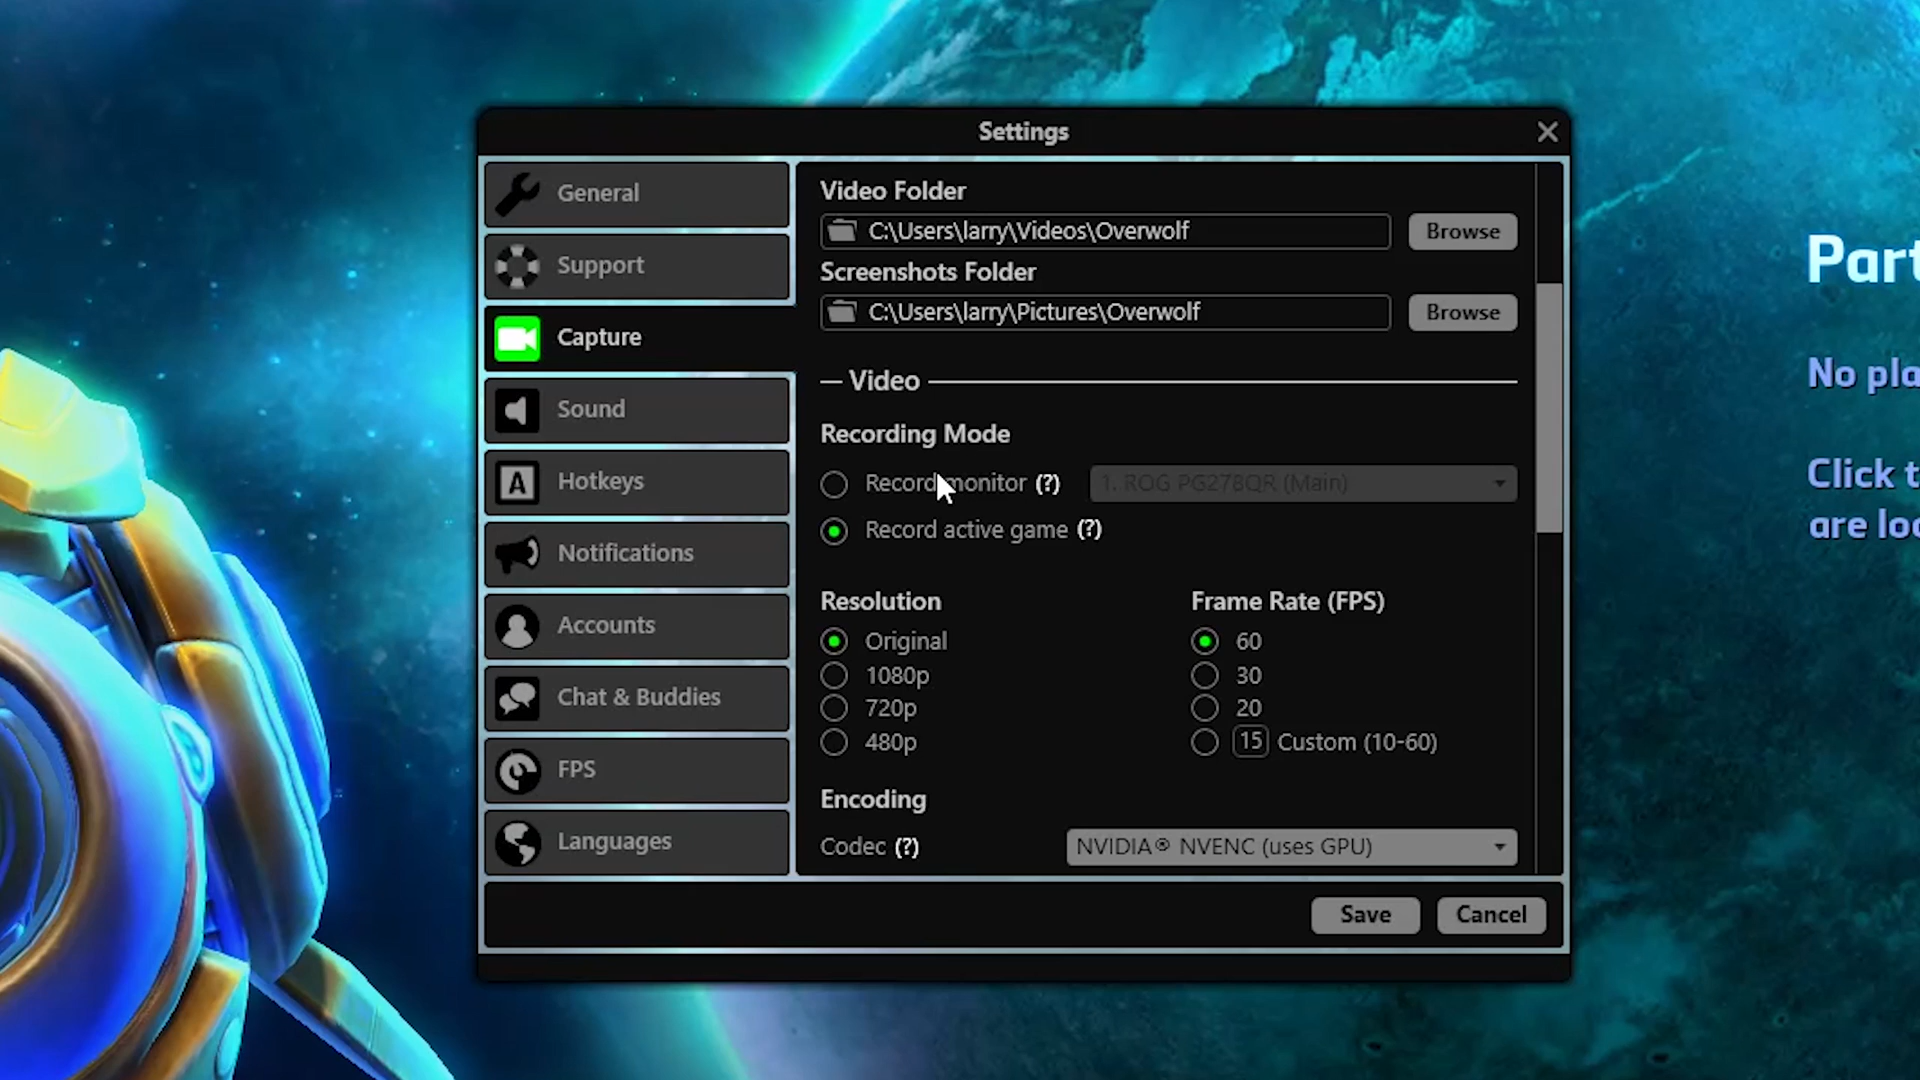 Settings
General
Support
Capture
Sound
Hotkeys
Notifications
Accounts
Chat & Buddies
FPS
Languages
Video Folder
C:\Users\larry\Videos\Overwolf
Browse
Screenshots Folder
C:\Users\larry\Pictures\Overwolf
Browse
Video
Recording Mode
Record monitor (?)
1. ROG PG278QR (Main)
Record active game (?)
Resolution
Original
1080p
720p
480p
Frame Rate (FPS)
60
30
20
15 Custom (10-60)
Encoding
Codec (?)
NVIDIA® NVENC (uses GPU)
Save
Cancel
Part
No pla
Click t
are loc